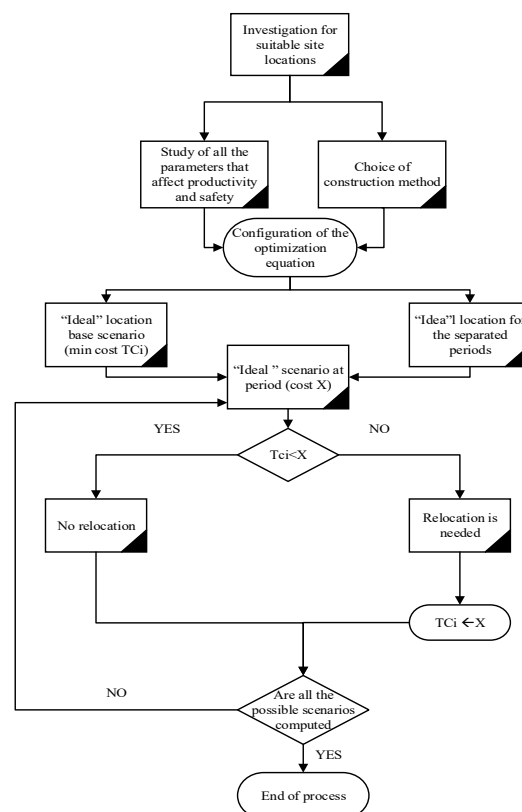 Investigation for
suitable site
locations
Study of all the
parameters that
affect productivity
and safety
Choice of
construction method
Configuration of the
optimization
equation
“Ideal” location
base scenario
(min cost TCi)
“Idea”l location for
the separated
periods
“Ideal ” scenario at
period (cost X)
YES
NO
Tci<X
No relocation
Relocation is
needed
TCi ←X
NO
Are all the
possible scenarios
computed
YES
End of process